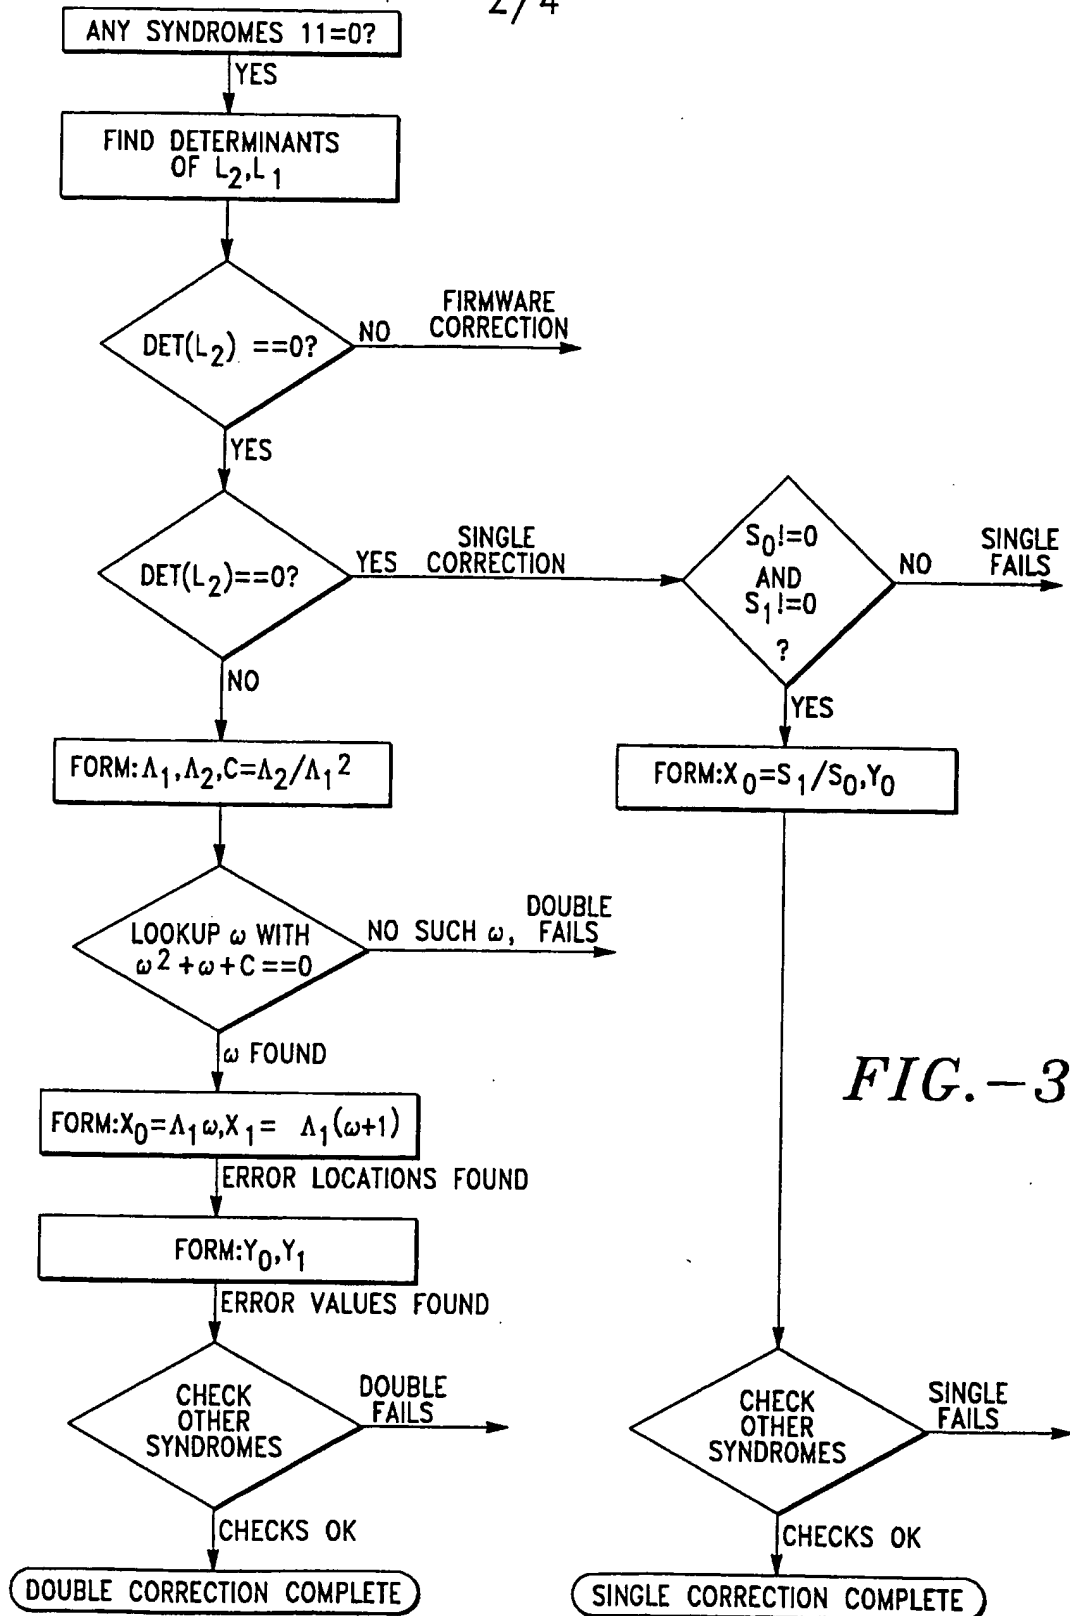 2/4
ANY SYNDROMES 11=0?
YES
FIND DETERMINANTS
OF L2,L1
DET(L2) ==0?
NO
FIRMWARE
CORRECTION
YES
DET(L2)==0?
YES
SINGLE
CORRECTION
S0!=0
AND
S1!=0
?
NO
SINGLE
FAILS
NO
YES
FORM:Λ1,Λ2,C=Λ2/Λ1²
FORM:X0=S1/S0,Y0
LOOKUP ω WITH
ω²+ω+C==0
NO SUCH ω,
DOUBLE
FAILS
ω FOUND
FORM:X0=Λ1ω,X1= Λ1(ω+1)
ERROR LOCATIONS FOUND
FORM:Y0,Y1
ERROR VALUES FOUND
CHECK
OTHER
SYNDROMES
DOUBLE
FAILS
CHECKS OK
DOUBLE CORRECTION COMPLETE
CHECK
OTHER
SYNDROMES
SINGLE
FAILS
CHECKS OK
SINGLE CORRECTION COMPLETE
FIG.-3